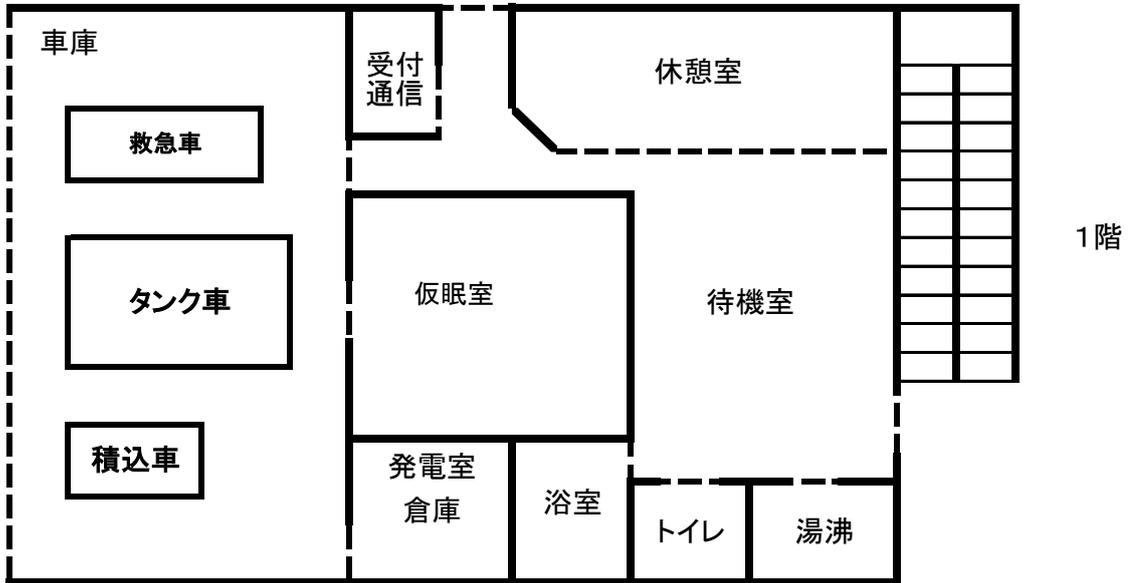 車庫
受付
通信
休憩室
救急車
1階
タンク車
仮眠室
待機室
積込車
発電室
倉庫
浴室
トイレ
湯沸